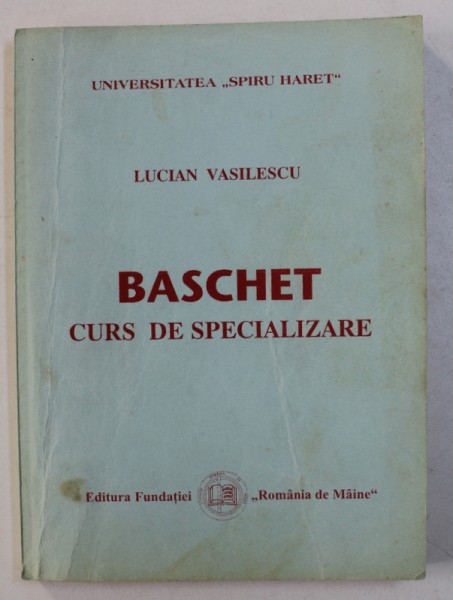 UNIVERSITATEA „SPIRU HARET“
LUCIAN VASILESCU
BASCHET
CURS DE SPECIALIZARE
Editura Fundației „România de Mâine“